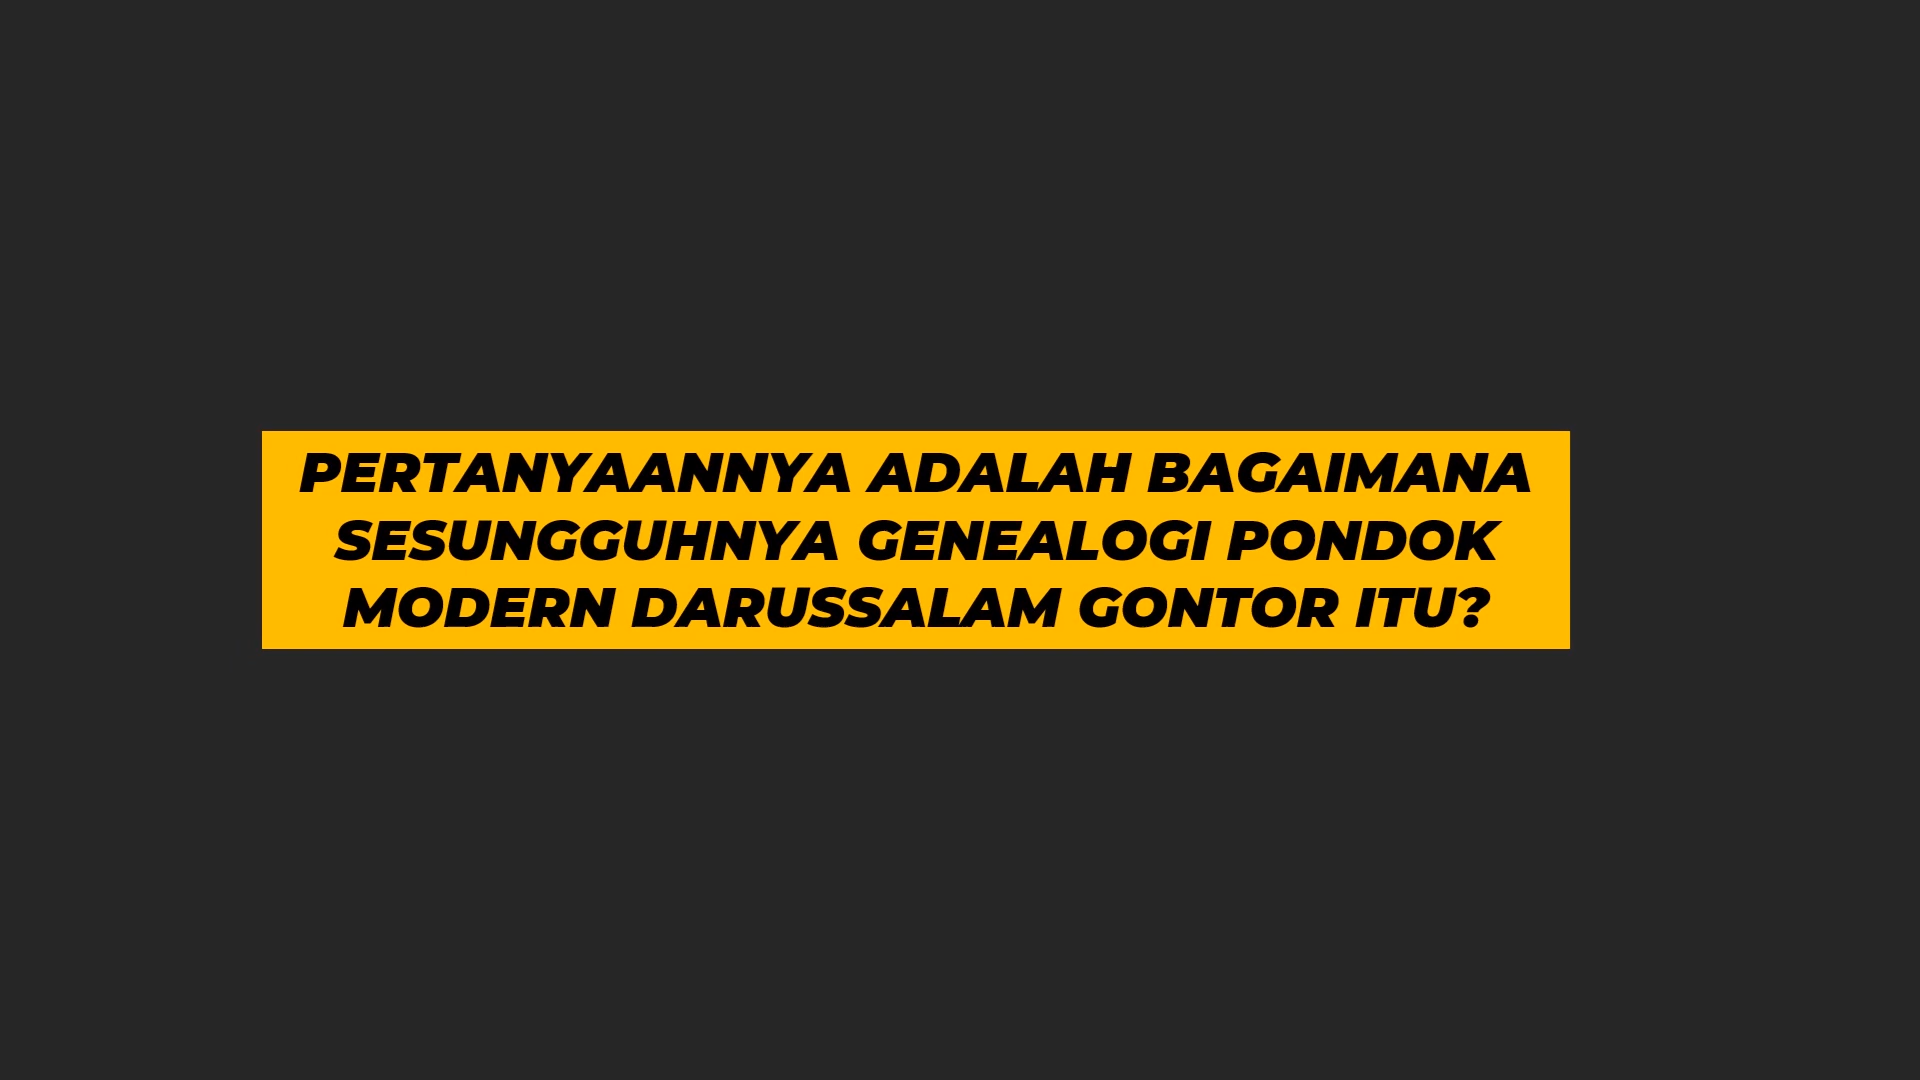 PERTANYAANNYA ADALAH BAGAIMANA
SESUNGGUHNYA GENEALOGI PONDOK
MODERN DARUSSALAM GONTOR ITU?